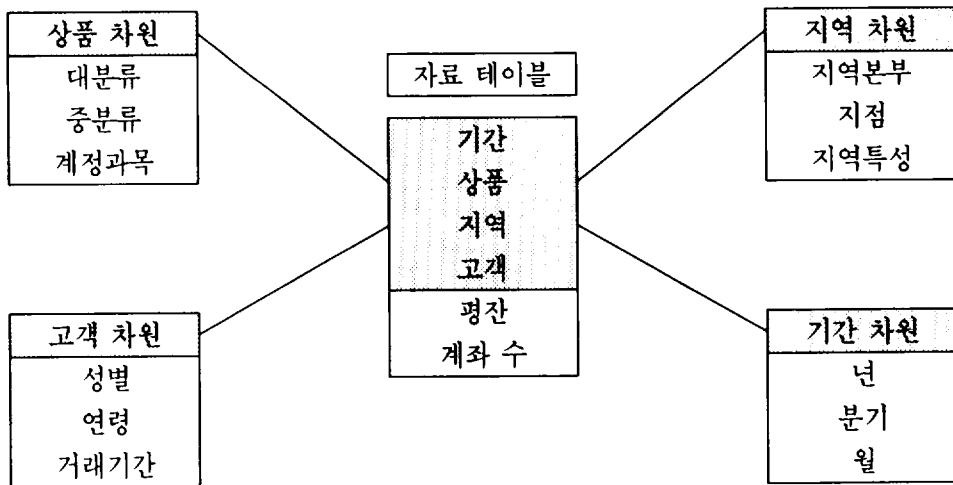 상품 차원
대분류
중분류
계정과목
자료 테이블
기간
상품
지역
고객
평잔
계좌 수
지역 차원
지역본부
지점
지역특성
고객 차원
성별
연령
거래기간
기간 차원
년
분기
월